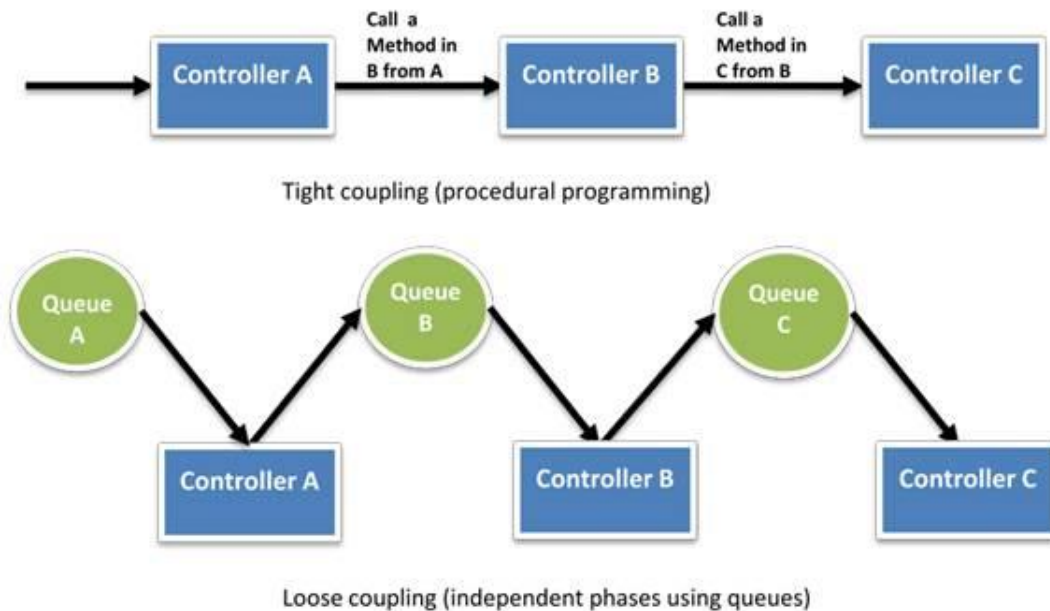 Call a
Method in
B from A
Call a
Method in
C from B
Controller A
Controller B
Controller C
Tight coupling (procedural programming)
Queue
A
Queue
B
Queue
C
Controller A
Controller B
Controller C
Loose coupling (independent phases using queues)